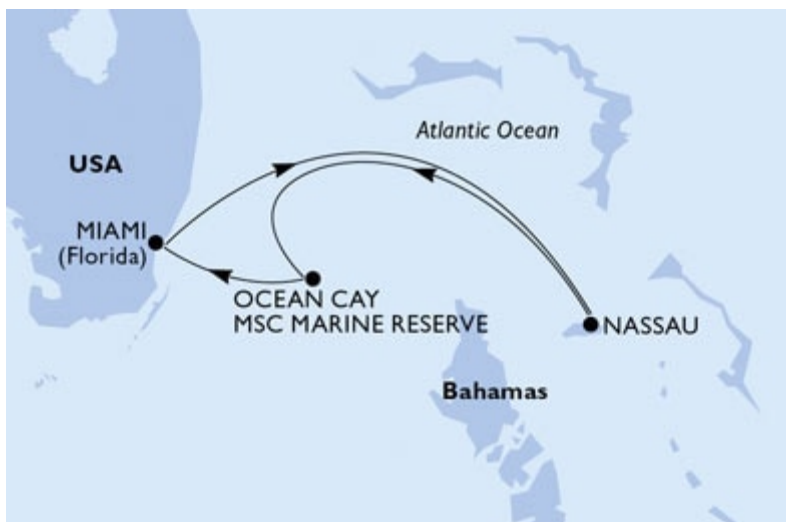 Atlantic Ocean
USA
MIAMI
(Florida)
OCEAN CAY
MSC MARINE RESERVE
NASSAU
Bahamas